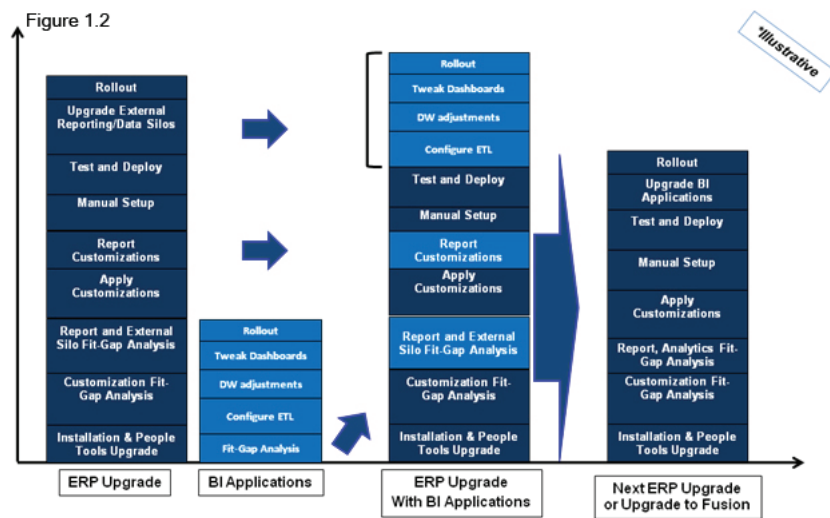 Figure 1.2
*Illustrative
Rollout
Upgrade External
Reporting/Data Silos
Test and Deploy
Manual Setup
Report
Customizations
Apply
Customizations
Report and External
Silo Fit-Gap Analysis
Customization Fit-
Gap Analysis
Installation & People
Tools Upgrade
ERP Upgrade
Rollout
Tweak Dashboards
DW adjustments
Configure ETL
Fit-Gap Analysis
BI Applications
Rollout
Tweak Dashboards
DW adjustments
Configure ETL
Test and Deploy
Manual Setup
Report
Customizations
Apply
Customizations
Report and External
Silo Fit-Gap Analysis
Customization Fit-
Gap Analysis
Installation & People
Tools Upgrade
ERP Upgrade
With BI Applications
Rollout
Upgrade BI
Applications
Test and Deploy
Manual Setup
Apply
Customizations
Report, Analytics Fit-
Gap Analysis
Customization Fit-
Gap Analysis
Installation & People
Tools Upgrade
Next ERP Upgrade
or Upgrade to Fusion